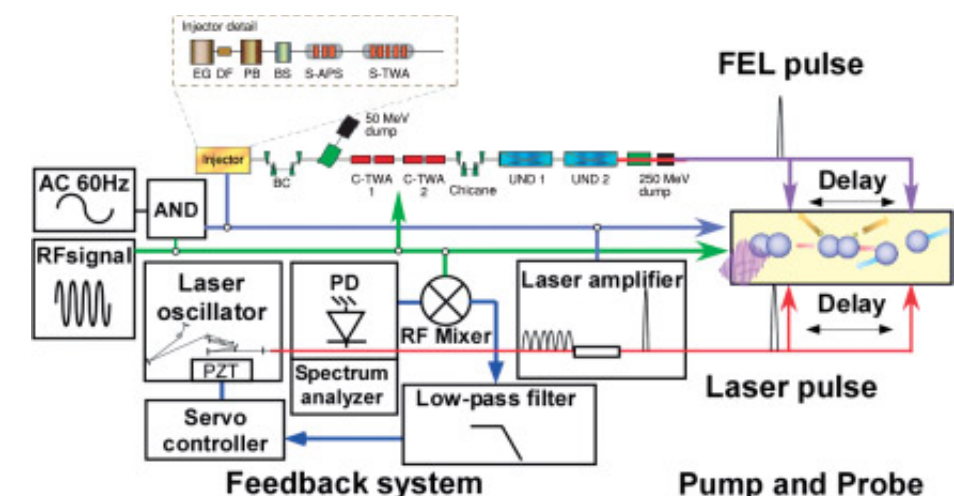 Injector detail
EG DF PB BS S-APS S-TWA
FEL pulse
50 MeV
dump
Injector
BC
C-TWA
1
C-TWA
2
Chicane
UND 1
UND 2
250 MeV
dump
Delay
AC 60Hz
AND
RFsignal
Laser
oscillator
PZT
PD
Spectrum
analyzer
RF Mixer
Laser amplifier
Delay
Laser pulse
Low-pass filter
Servo
controller
Feedback system
Pump and Probe